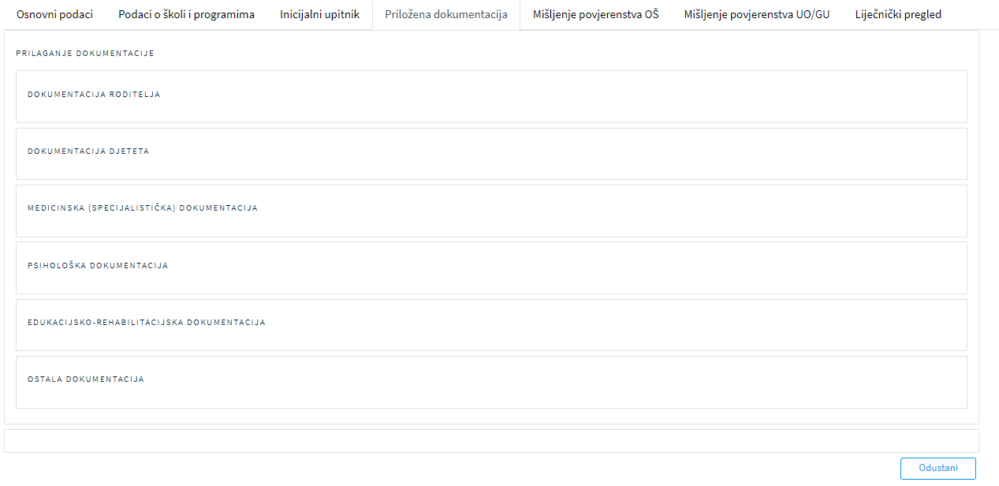 Osnovni podaci Podaci o školi i programima Inicijalni upitnik Priložena dokumentacija Mišljenje povjerenstva OŠ Mišljenje povjerenstva UO/GU Liječnički pregled
PRILAGANJE DOKUMENTACIJE
DOKUMENTACIJA RODITELJA
DOKUMENTACIJA DJETETA
MEDICINSKA (SPECIJALISTIČKA) DOKUMENTACIJA
PSIHOLOŠKA DOKUMENTACIJA
EDUKACIJSKO-REHABILITACIJSKA DOKUMENTACIJA
OSTALA DOKUMENTACIJA
Odustani